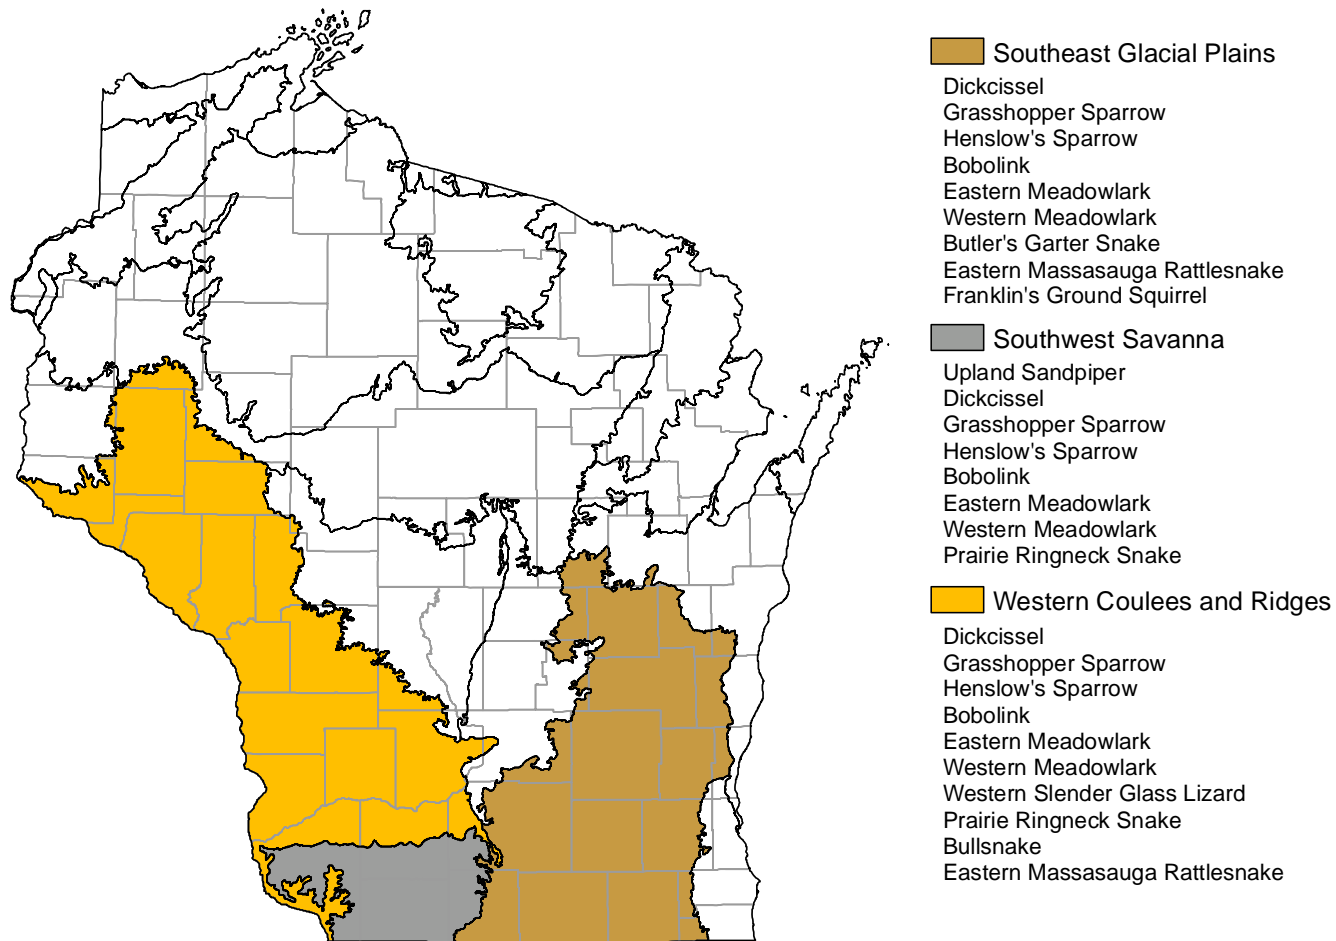 Southeast Glacial Plains
Dickcissel
Grasshopper Sparrow
Henslow's Sparrow
Bobolink
Eastern Meadowlark
Western Meadowlark
Butler's Garter Snake
Eastern Massasauga Rattlesnake
Franklin's Ground Squirrel
Southwest Savanna
Upland Sandpiper
Dickcissel
Grasshopper Sparrow
Henslow's Sparrow
Bobolink
Eastern Meadowlark
Western Meadowlark
Prairie Ringneck Snake
Western Coulees and Ridges
Dickcissel
Grasshopper Sparrow
Henslow's Sparrow
Bobolink
Eastern Meadowlark
Western Meadowlark
Western Slender Glass Lizard
Prairie Ringneck Snake
Bullsnake
Eastern Massasauga Rattlesnake